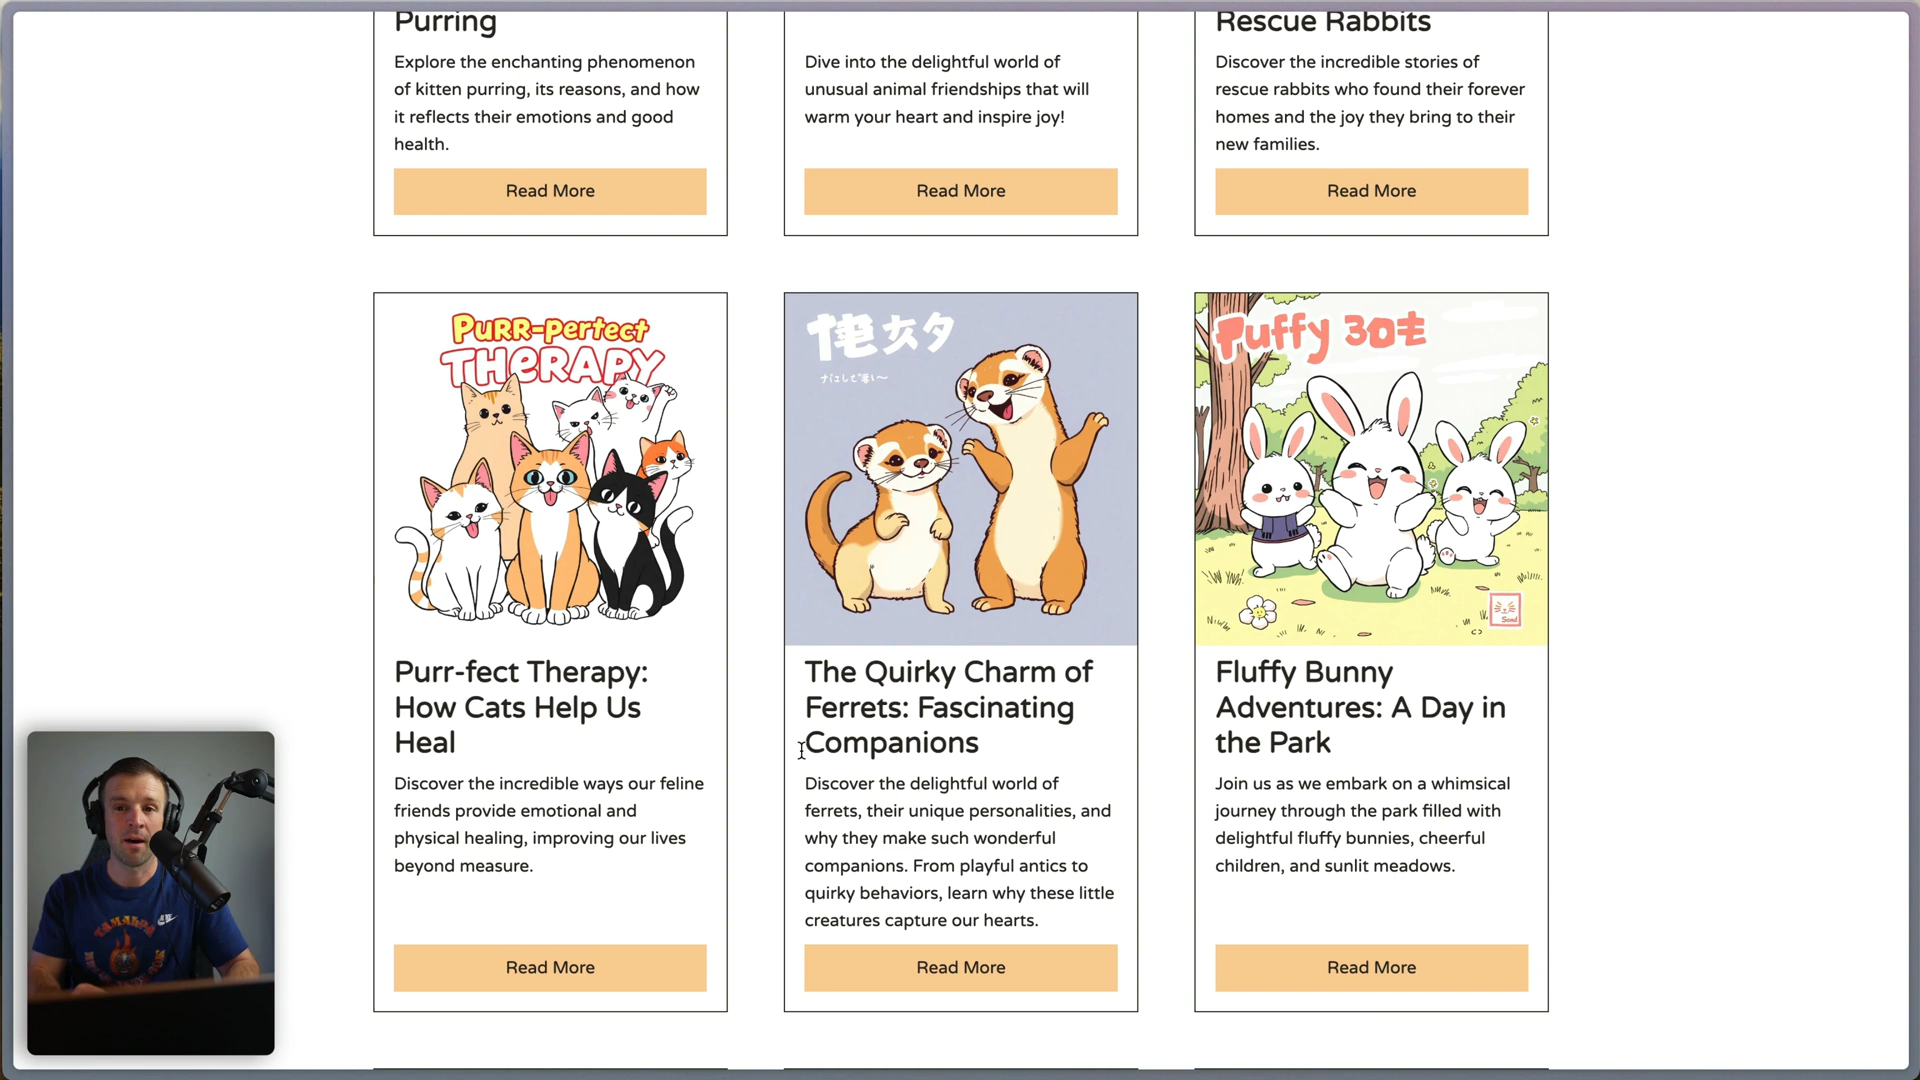 Purring
Explore the enchanting phenomenon
of kitten purring, its reasons, and how
it reflects their emotions and good
health.
Read More
Dive into the delightful world of
unusual animal friendships that will
warm your heart and inspire joy!
Read More
Rescue Rabbits
Discover the incredible stories of
rescue rabbits who found their forever
homes and the joy they bring to their
new families.
Read More
PURR-perfect
THERAPY
Purr-fect Therapy:
How Cats Help Us
Heal
Discover the incredible ways our feline
friends provide emotional and
physical healing, improving our lives
beyond measure.
Read More
The Quirky Charm of
Ferrets: Fascinating
Companions
Discover the delightful world of
ferrets, their unique personalities, and
why they make such wonderful
companions. From playful antics to
quirky behaviors, learn why these little
creatures capture our hearts.
Read More
Puffy 30
Fluffy Bunny
Adventures: A Day in
the Park
Join us as we embark on a whimsical
journey through the park filled with
delightful fluffy bunnies, cheerful
children, and sunlit meadows.
Read More